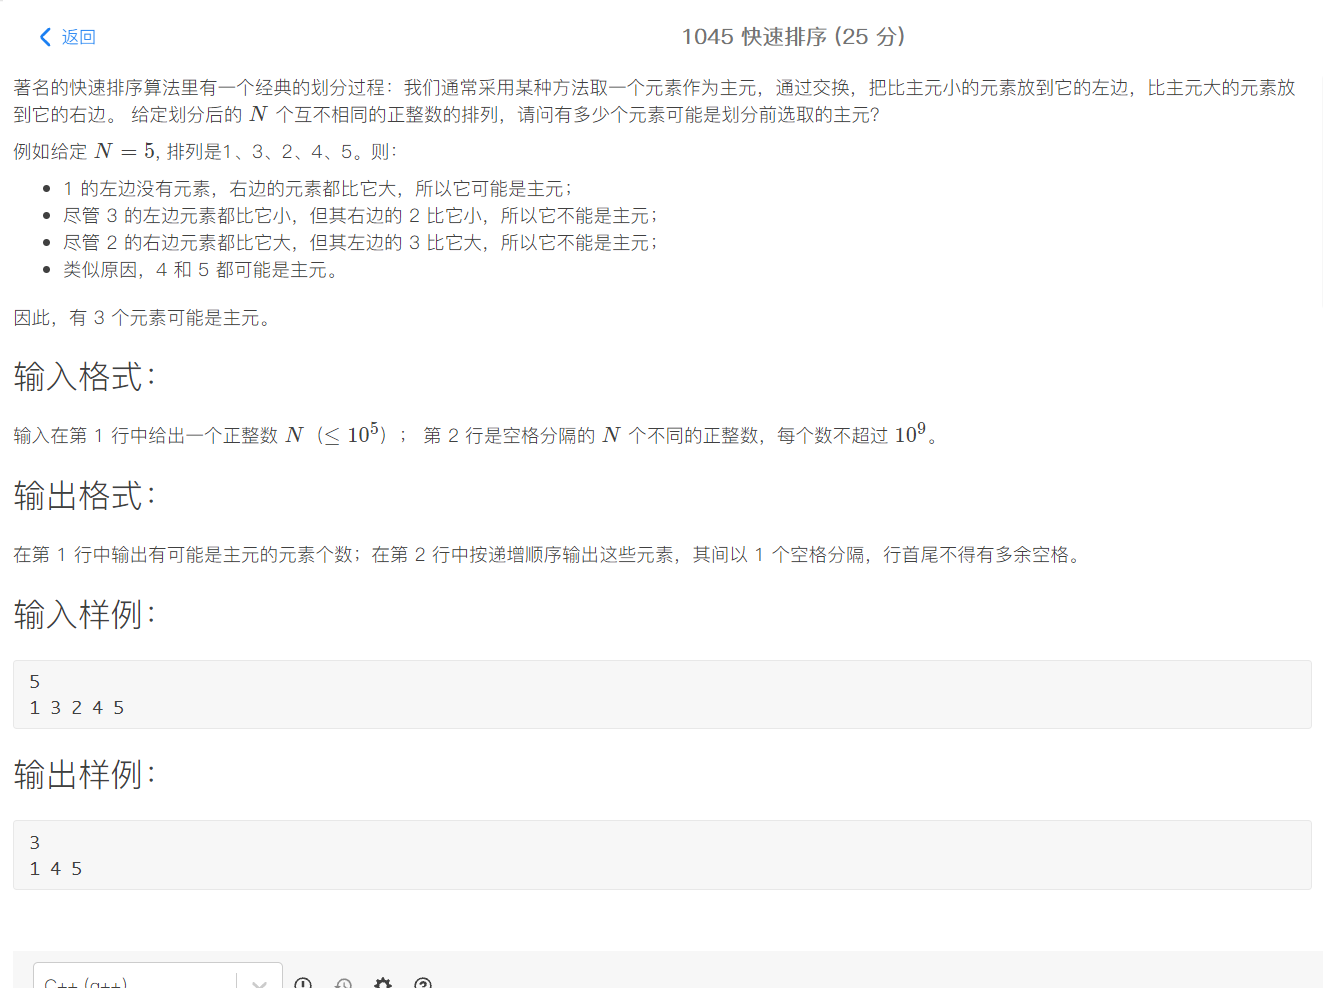 返回
1045 快速排序 (25 分)
著名的快速排序算法里有一个经典的划分过程：我们通常采用某种方法取一个元素作为主元，通过交换，把比主元小的元素放到它的左边，比主元大的元素放
到它的右边。 给定划分后的 N 个互不相同的正整数的排列，请问有多少个元素可能是划分前选取的主元？
例如给定 N = 5, 排列是1、3、2、4、5。则：
• 1 的左边没有元素，右边的元素都比它大，所以它可能是主元；
• 尽管 3 的左边元素都比它小，但其右边的 2 比它小，所以它不能是主元；
• 尽管 2 的右边元素都比它大，但其左边的 3 比它大，所以它不能是主元；
• 类似原因，4 和 5 都可能是主元。
因此，有 3 个元素可能是主元。
输入格式：
输入在第 1 行中给出一个正整数 N（≤ 10⁵）； 第 2 行是空格分隔的 N 个不同的正整数，每个数不超过 10⁹。
输出格式：
在第 1 行中输出有可能是主元的元素个数；在第 2 行中按递增顺序输出这些元素，其间以 1 个空格分隔，行首尾不得有多余空格。
输入样例：
5
1 3 2 4 5
输出样例：
3
1 4 5
C++ (g++)